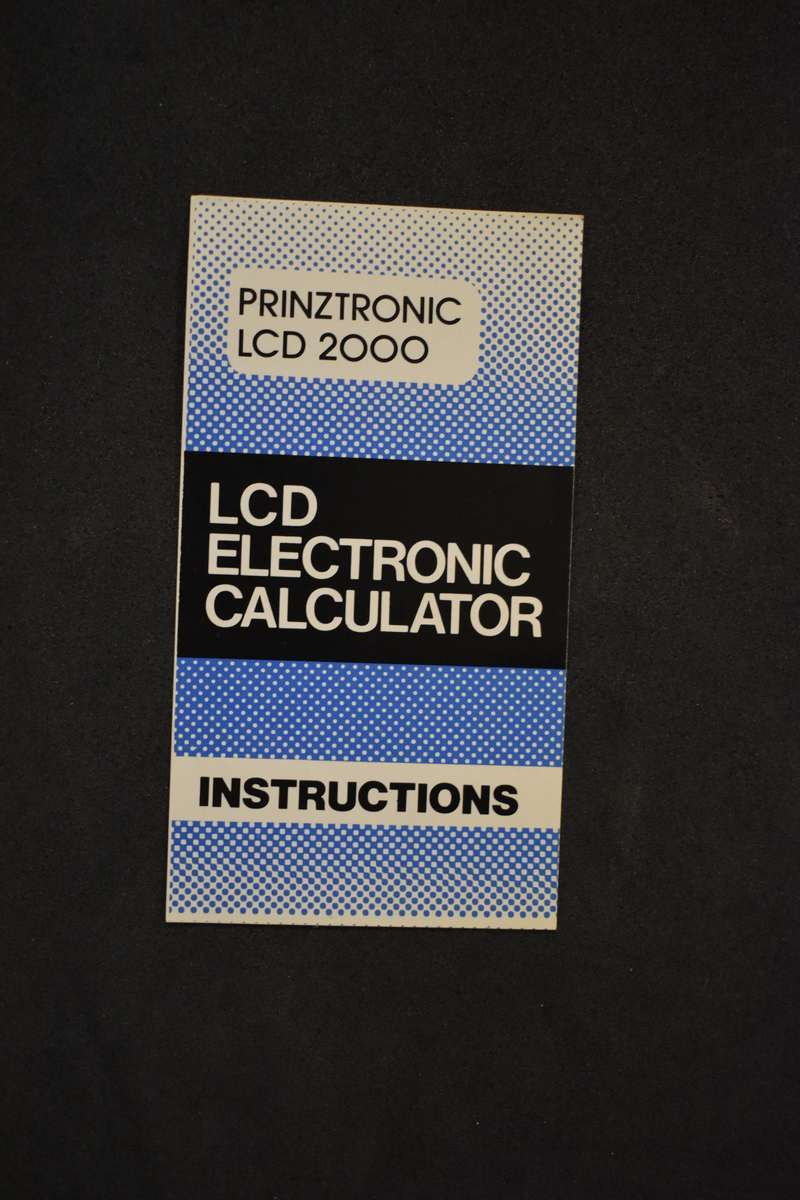 PRINZTRONIC
LCD 2000
LCD
ELECTRONIC
CALCULATOR
INSTRUCTIONS